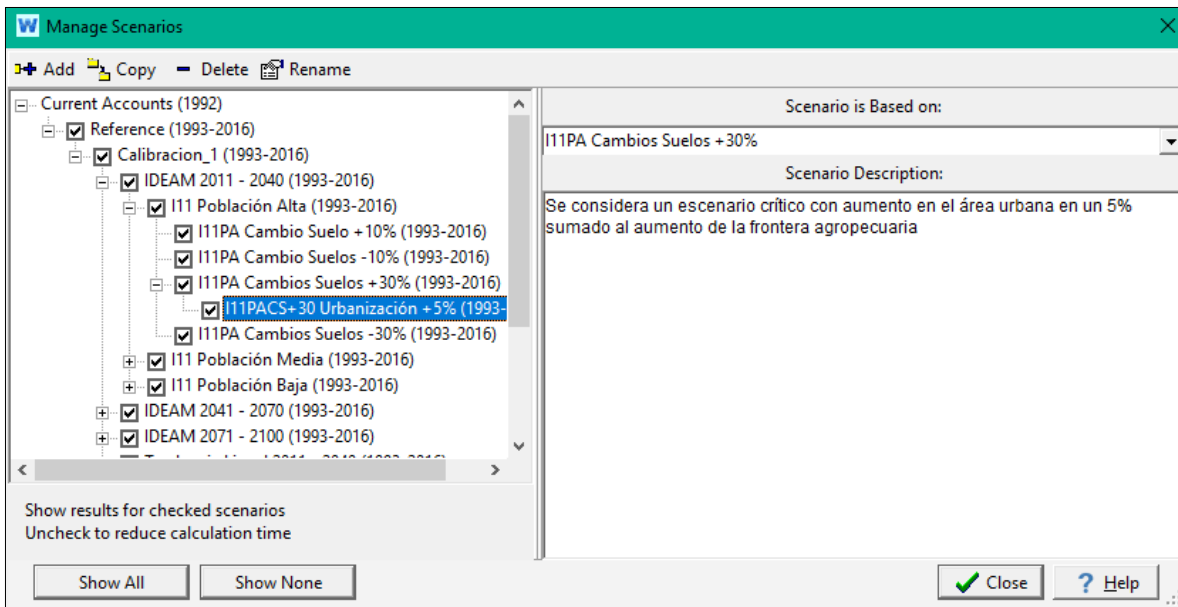 Manage Scenarios
Add Copy Delete Rename
Current Accounts (1992)
Reference (1993-2016)
Calibracion_1 (1993-2016)
IDEAM 2011 - 2040 (1993-2016)
I11 Población Alta (1993-2016)
I11PA Cambio Suelo +10% (1993-2016)
I11PA Cambios Suelos -10% (1993-2016)
I11PA Cambios Suelos +30% (1993-2016)
I11PACS+30 Urbanización +5% (1993-
I11PA Cambios Suelos -30% (1993-2016)
I11 Población Media (1993-2016)
I11 Población Baja (1993-2016)
IDEAM 2041 - 2070 (1993-2016)
IDEAM 2071 - 2100 (1993-2016)
Show results for checked scenarios
Uncheck to reduce calculation time
Show All Show None
Scenario is Based on:
I11PA Cambios Suelos +30%
Scenario Description:
Se considera un escenario crítico con aumento en el área urbana en un 5%
sumado al aumento de la frontera agropecuaria
Close Help